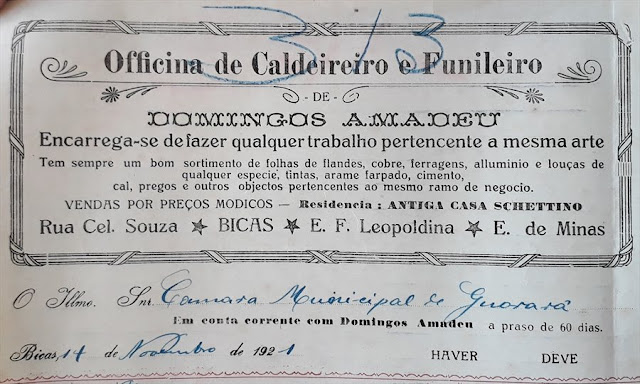 3/3
Officina de Caldeireiro e Funileiro
- DE -
DOMINGOS AMADEU
Encarrega-se de fazer qualquer trabalho pertencente a mesma arte
Tem sempre um bom sortimento de folhas de flandes, cobre, ferragens, alluminio e louças de
qualquer especie, tintas, arame farpado, cimento,
cal, pregos e outros objectos pertencentes ao mesmo ramo de negocio.
VENDAS POR PREÇOS MODICOS — Residencia : ANTIGA CASA SCHETTINO
Rua Cel. Souza ★ BICAS ★ E. F. Leopoldina ★ E. de Minas
O Illmo. Snr. Camara Municipal de Guarará
Em conta corrente com Domingos Amadeu a praso de 60 dias.
Bicas, 14 de Novembro de 1921 HAVER DEVE